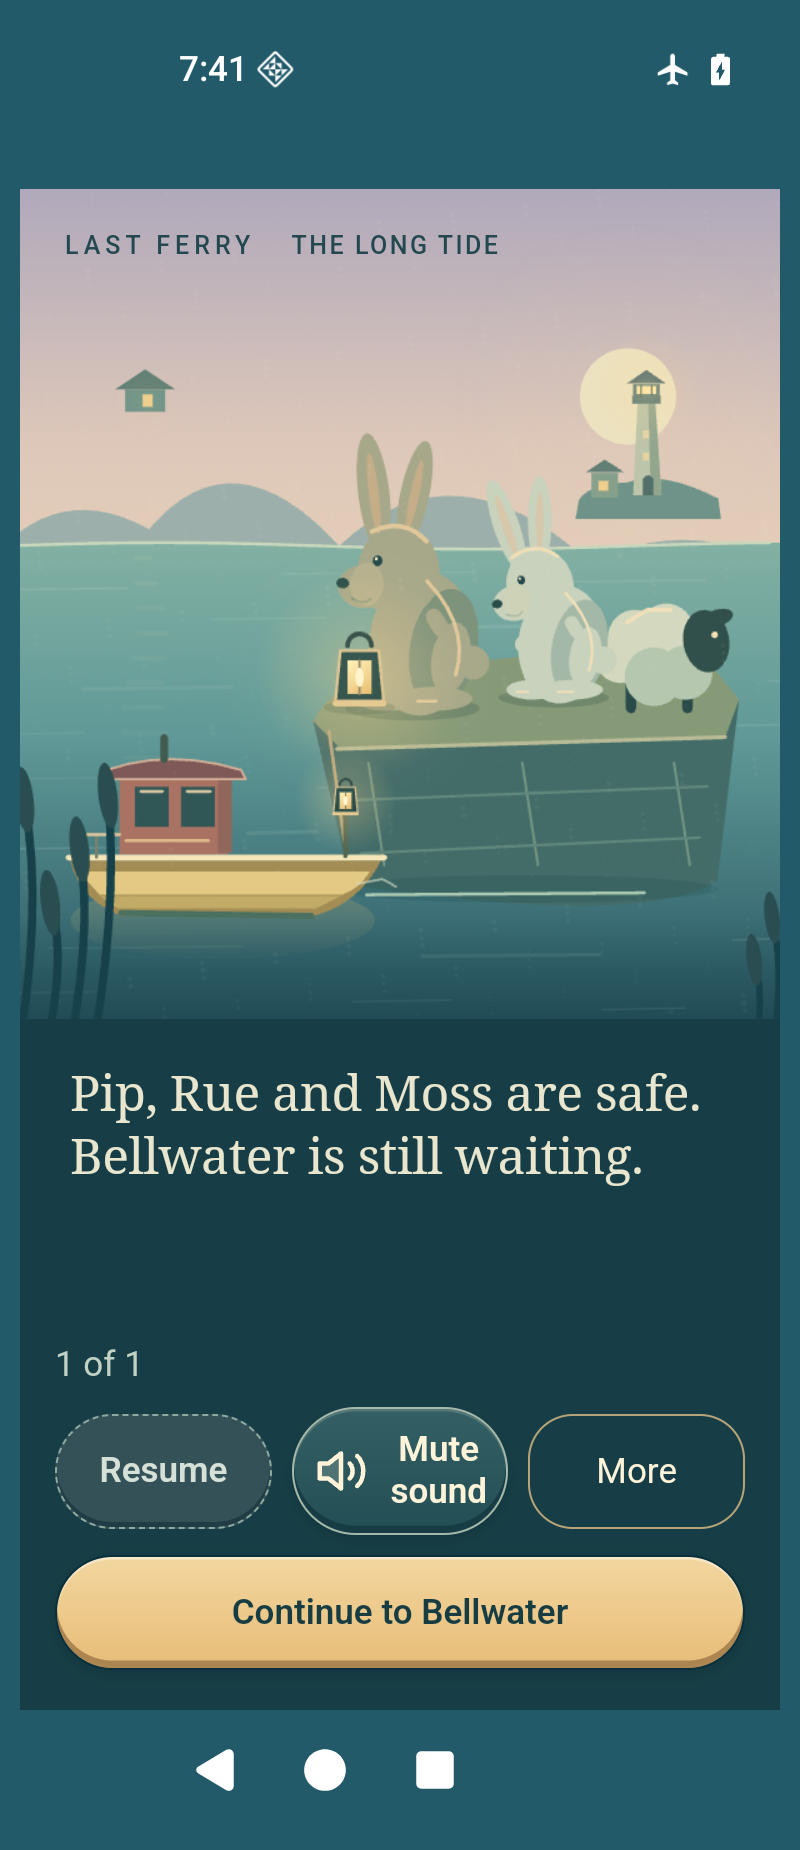 7:41
LAST FERRY THE LONG TIDE
Pip, Rue and Moss are safe.
Bellwater is still waiting.
1 of 1
Resume
Mute
sound
More
Continue to Bellwater